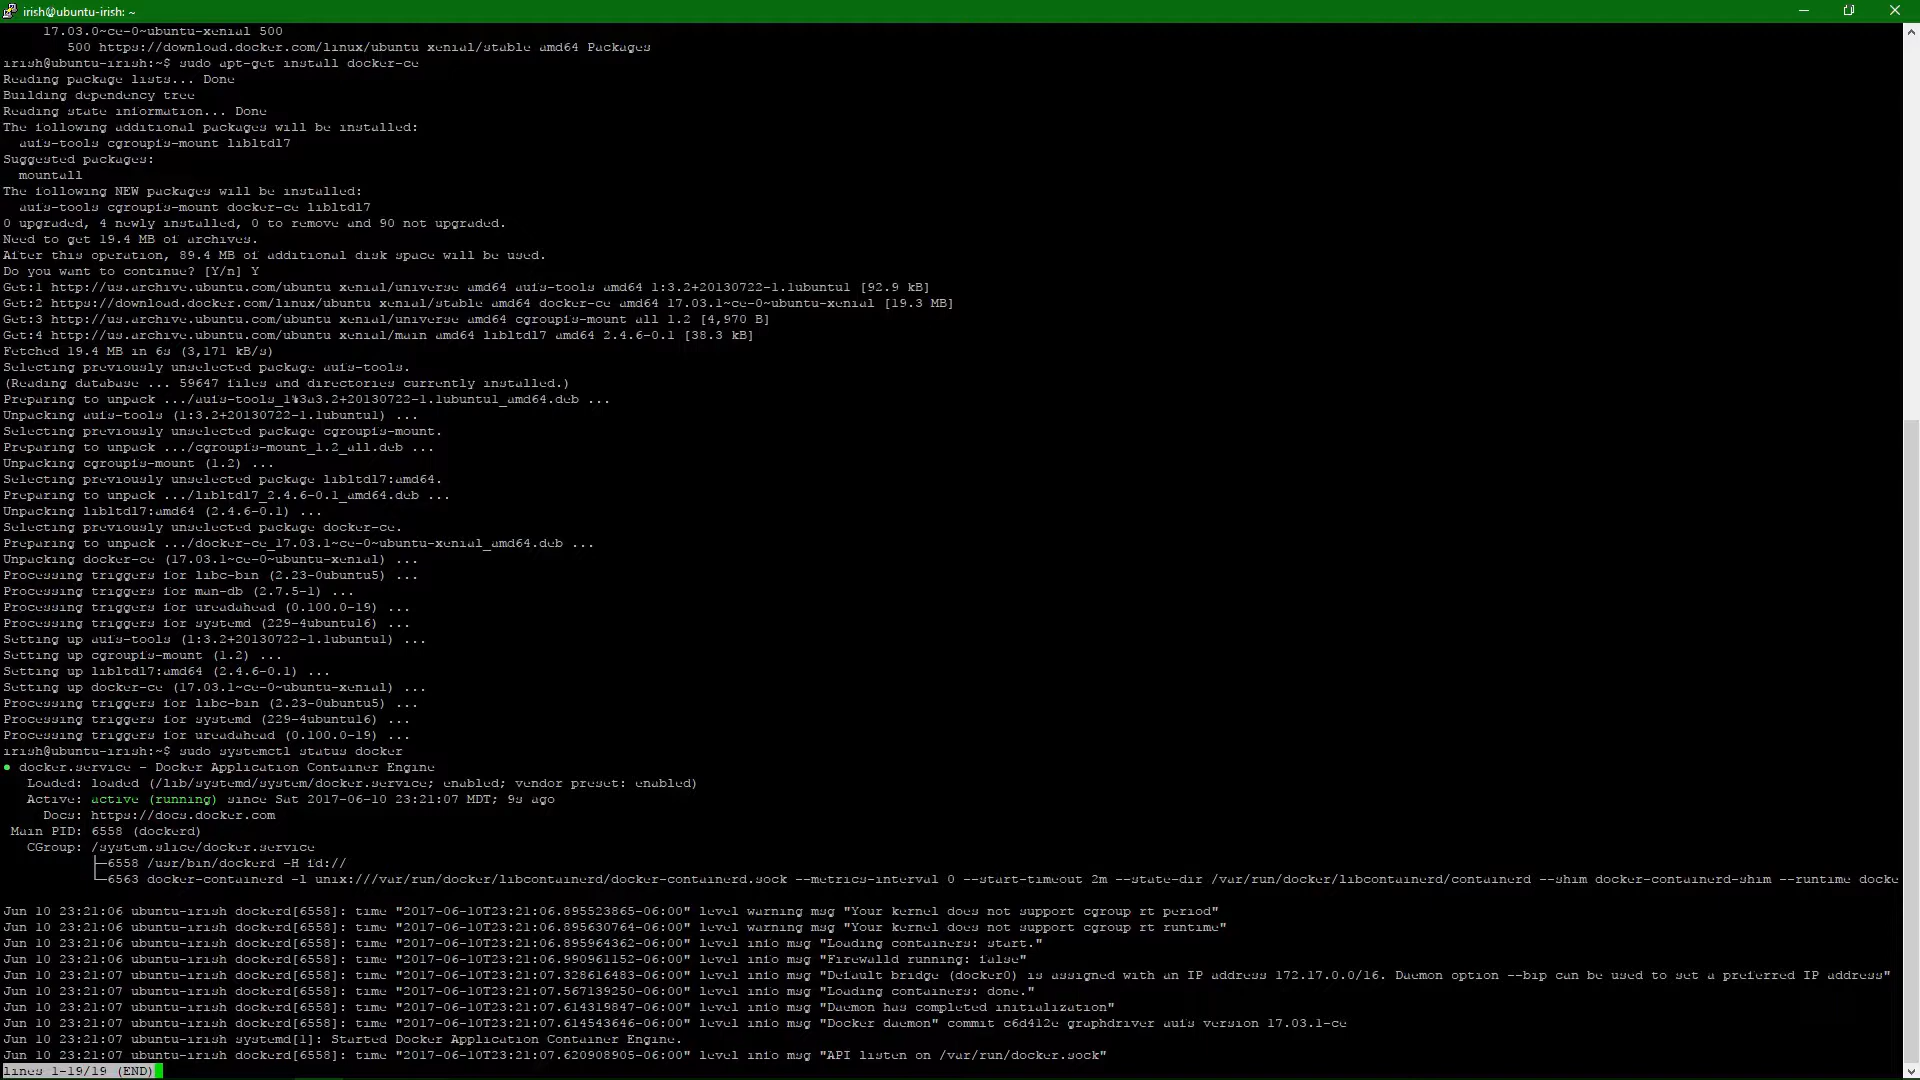 irish@ubuntu-irish: ~
17.03.0~ce-0~ubuntu-xenial 500
500 https://download.docker.com/linux/ubuntu xenial/stable amd64 Packages
irish@ubuntu-irish:~$ sudo apt-get install docker-ce
Reading package lists... Done
Building dependency tree
Reading state information... Done
The following additional packages will be installed:
aufs-tools cgroupfs-mount libltdl7
Suggested packages:
mountall
The following NEW packages will be installed:
aufs-tools cgroupfs-mount docker-ce libltdl7
0 upgraded, 4 newly installed, 0 to remove and 90 not upgraded.
Need to get 19.4 MB of archives.
After this operation, 89.4 MB of additional disk space will be used.
Do you want to continue? [Y/n] Y
Get:1 http://us.archive.ubuntu.com/ubuntu xenial/universe amd64 aufs-tools amd64 1:3.2+20130722-1.1ubuntu1 [92.9 kB]
Get:2 https://download.docker.com/linux/ubuntu xenial/stable amd64 docker-ce amd64 17.03.1~ce-0~ubuntu-xenial [19.3 MB]
Get:3 http://us.archive.ubuntu.com/ubuntu xenial/universe amd64 cgroupfs-mount all 1.2 [4,970 B]
Get:4 http://us.archive.ubuntu.com/ubuntu xenial/main amd64 libltdl7 amd64 2.4.6-0.1 [38.3 kB]
Fetched 19.4 MB in 6s (3,171 kB/s)
Selecting previously unselected package aufs-tools.
(Reading database ... 59647 files and directories currently installed.)
Preparing to unpack .../aufs-tools_1%3a3.2+20130722-1.1ubuntu1_amd64.deb ...
Unpacking aufs-tools (1:3.2+20130722-1.1ubuntu1) ...
Selecting previously unselected package cgroupfs-mount.
Preparing to unpack .../cgroupfs-mount_1.2_all.deb ...
Unpacking cgroupfs-mount (1.2) ...
Selecting previously unselected package libltdl7:amd64.
Preparing to unpack .../libltdl7_2.4.6-0.1_amd64.deb ...
Unpacking libltdl7:amd64 (2.4.6-0.1) ...
Selecting previously unselected package docker-ce.
Preparing to unpack .../docker-ce_17.03.1~ce-0~ubuntu-xenial_amd64.deb ...
Unpacking docker-ce (17.03.1~ce-0~ubuntu-xenial) ...
Processing triggers for libc-bin (2.23-0ubuntu5) ...
Processing triggers for man-db (2.7.5-1) ...
Processing triggers for ureadahead (0.100.0-19) ...
Processing triggers for systemd (229-4ubuntu16) ...
Setting up aufs-tools (1:3.2+20130722-1.1ubuntu1) ...
Setting up cgroupfs-mount (1.2) ...
Setting up libltdl7:amd64 (2.4.6-0.1) ...
Setting up docker-ce (17.03.1~ce-0~ubuntu-xenial) ...
Processing triggers for libc-bin (2.23-0ubuntu5) ...
Processing triggers for systemd (229-4ubuntu16) ...
Processing triggers for ureadahead (0.100.0-19) ...
irish@ubuntu-irish:~$ sudo systemctl status docker
● docker.service - Docker Application Container Engine
Loaded: loaded (/lib/systemd/system/docker.service; enabled; vendor preset: enabled)
Active: active (running) since Sat 2017-06-10 23:21:07 MDT; 9s ago
Docs: https://docs.docker.com
Main PID: 6558 (dockerd)
CGroup: /system.slice/docker.service
├─6558 /usr/bin/dockerd -H fd://
└─6563 docker-containerd -l unix:///var/run/docker/libcontainerd/docker-containerd.sock --metrics-interval 0 --start-timeout 2m --state-dir /var/run/docker/libcontainerd/containerd --shim docker-containerd-shim --runtime docke
Jun 10 23:21:06 ubuntu-irish dockerd[6558]: time "2017-06-10T23:21:06.895523865-06:00" level warning msg "Your kernel does not support cgroup rt period"
Jun 10 23:21:06 ubuntu-irish dockerd[6558]: time "2017-06-10T23:21:06.895630764-06:00" level warning msg "Your kernel does not support cgroup rt runtime"
Jun 10 23:21:06 ubuntu-irish dockerd[6558]: time "2017-06-10T23:21:06.895964362-06:00" level info msg "Loading containers: start."
Jun 10 23:21:06 ubuntu-irish dockerd[6558]: time "2017-06-10T23:21:06.990961152-06:00" level info msg "Firewalld running: false"
Jun 10 23:21:07 ubuntu-irish dockerd[6558]: time "2017-06-10T23:21:07.328616483-06:00" level info msg "Default bridge (docker0) is assigned with an IP address 172.17.0.0/16. Daemon option --bip can be used to set a preferred IP address"
Jun 10 23:21:07 ubuntu-irish dockerd[6558]: time "2017-06-10T23:21:07.567139250-06:00" level info msg "Loading containers: done."
Jun 10 23:21:07 ubuntu-irish dockerd[6558]: time "2017-06-10T23:21:07.614319847-06:00" level info msg "Daemon has completed initialization"
Jun 10 23:21:07 ubuntu-irish dockerd[6558]: time "2017-06-10T23:21:07.614543646-06:00" level info msg "Docker daemon" commit c6d412e graphdriver aufs version 17.03.1-ce
Jun 10 23:21:07 ubuntu-irish systemd[1]: Started Docker Application Container Engine.
Jun 10 23:21:07 ubuntu-irish dockerd[6558]: time "2017-06-10T23:21:07.620908905-06:00" level info msg "API listen on /var/run/docker.sock"
lines 1-19/19 (END)